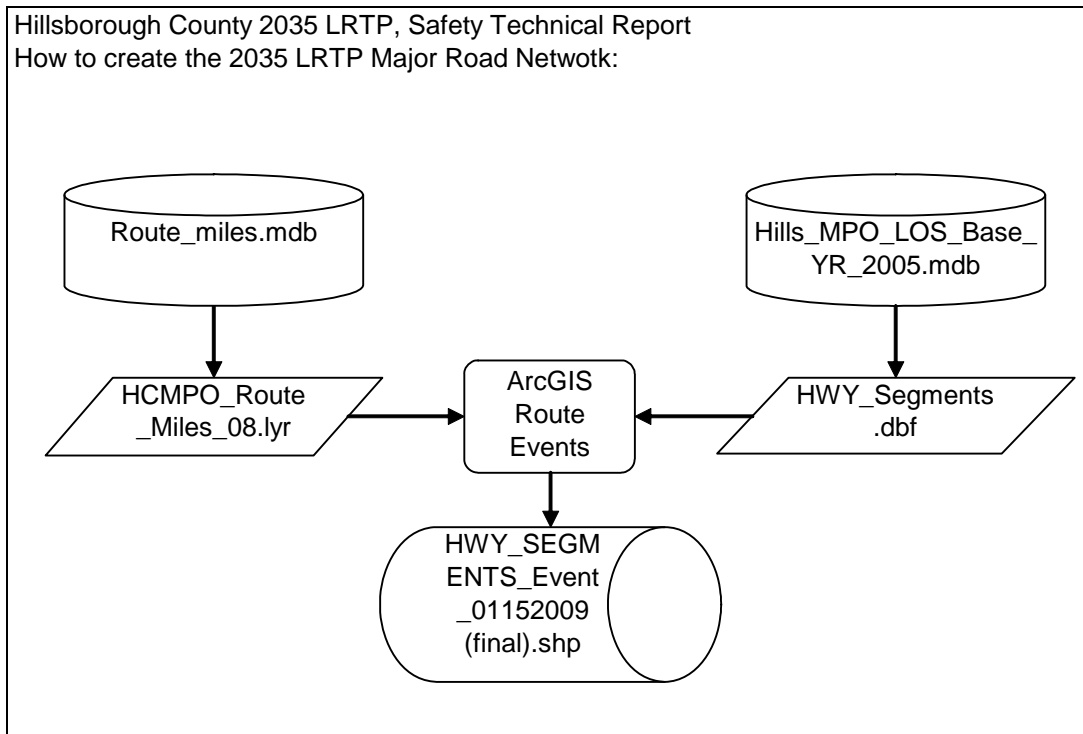 Hillsborough County 2035 LRTP, Safety Technical Report
How to create the 2035 LRTP Major Road Netwotk:
Route_miles.mdb
Hills_MPO_LOS_Base_
YR_2005.mdb
HCMPO_Route
_Miles_08.lyr
ArcGIS
Route
Events
HWY_Segments
.dbf
HWY_SEGM
ENTS_Event
_01152009
(final).shp